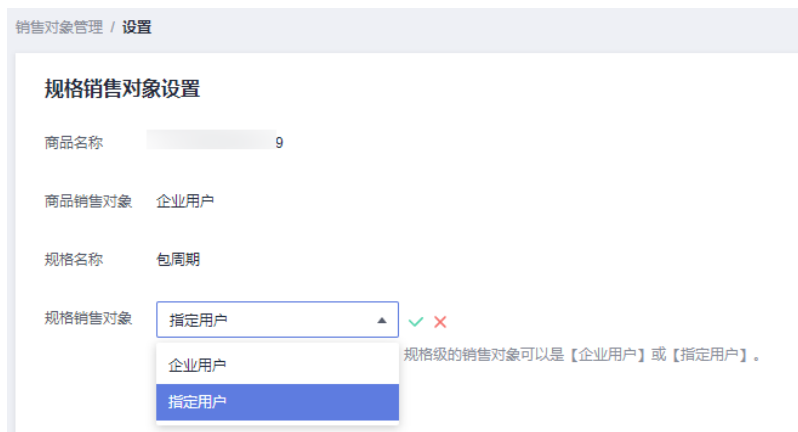 销售对象管理 / 设置
规格销售对象设置
商品名称 9
商品销售对象 企业用户
规格名称 包周期
规格销售对象 指定用户
规格级的销售对象可以是【企业用户】或【指定用户】。
企业用户
指定用户